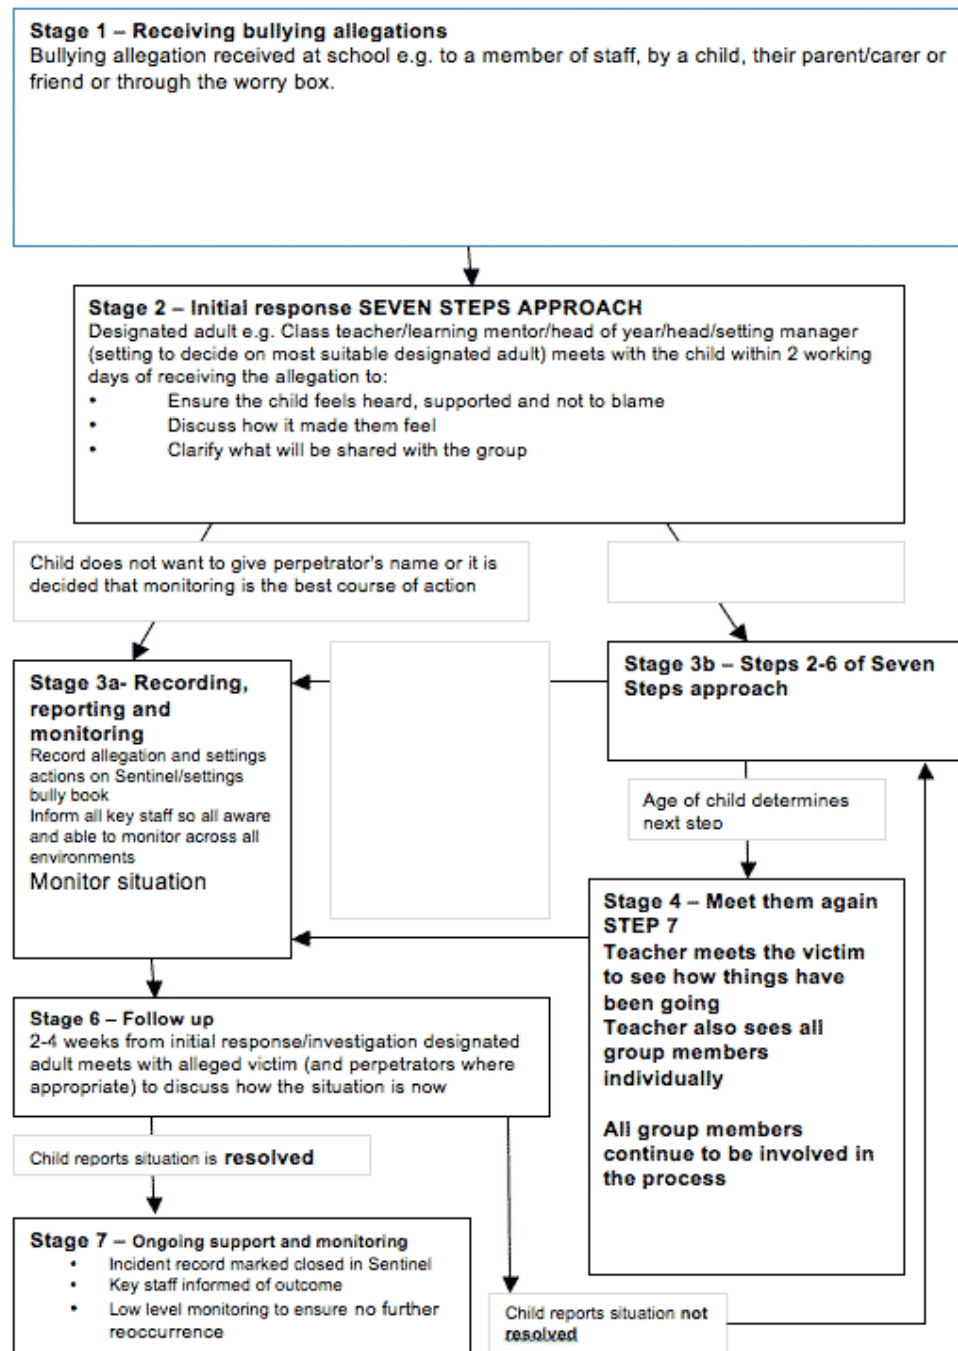 Stage 1 – Receiving bullying allegations
Bullying allegation received at school e.g. to a member of staff, by a child, their parent/carer or
friend or through the worry box.
Stage 2 – Initial response SEVEN STEPS APPROACH
Designated adult e.g. Class teacher/learning mentor/head of year/head/setting manager
(setting to decide on most suitable designated adult) meets with the child within 2 working
days of receiving the allegation to:
• Ensure the child feels heard, supported and not to blame
• Discuss how it made them feel
• Clarify what will be shared with the group
Child does not want to give perpetrator's name or it is
decided that monitoring is the best course of action
Stage 3a- Recording,
reporting and
monitoring
Record allegation and settings
actions on Sentinel/settings
bully book
Inform all key staff so all aware
and able to monitor across all
environments
Monitor situation
Stage 3b – Steps 2-6 of Seven
Steps approach
Age of child determines
next step
Stage 4 – Meet them again
STEP 7
Teacher meets the victim
to see how things have
been going
Teacher also sees all
group members
individually
All group members
continue to be involved in
the process
Stage 6 – Follow up
2-4 weeks from initial response/investigation designated
adult meets with alleged victim (and perpetrators where
appropriate) to discuss how the situation is now
Child reports situation is resolved
Stage 7 – Ongoing support and monitoring
• Incident record marked closed in Sentinel
• Key staff informed of outcome
• Low level monitoring to ensure no further
reoccurrence
Child reports situation not
resolved